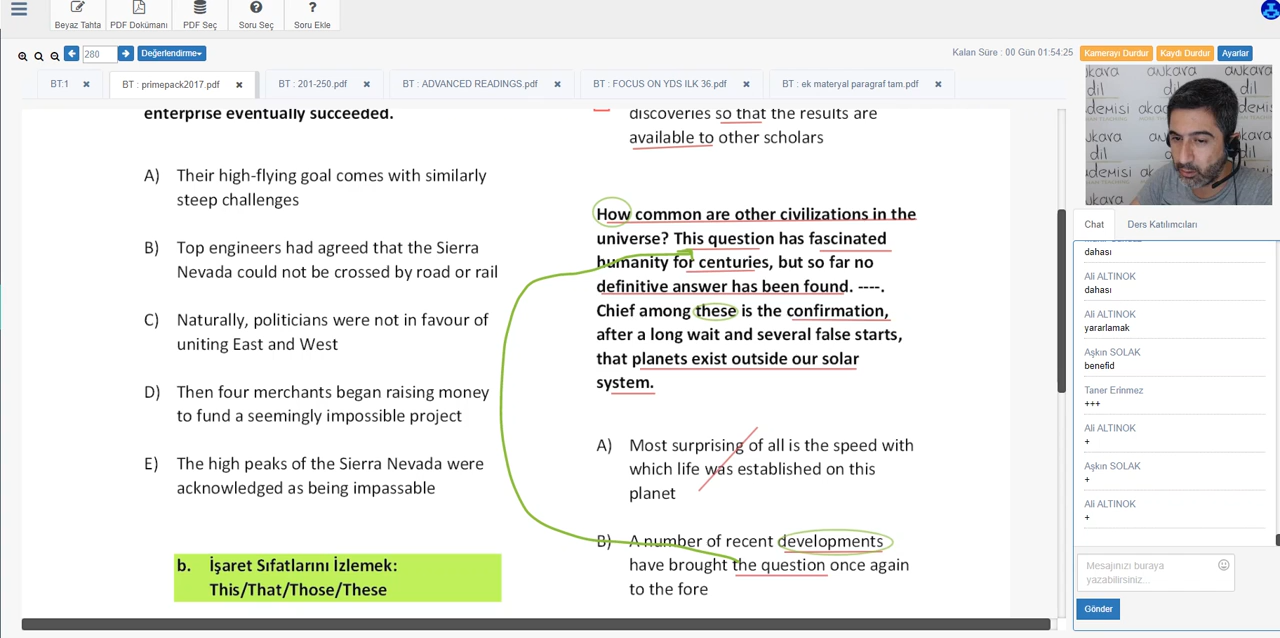 Beyaz Tahta
PDF Dokümanı
PDF Seç
Soru Seç
Soru Ekle
280
Değerlendirme
Kalan Süre : 00 Gün 01:54:25
Kamerayı Durdur
Kaydı Durdur
Ayarlar
BT:1
BT : primepack2017.pdf
BT : 201-250.pdf
BT : ADVANCED READINGS.pdf
BT : FOCUS ON YDS ILK 36.pdf
BT : ek materyal paragraf tam.pdf
enterprise eventually succeeded.
A) Their high-flying goal comes with similarly
steep challenges
B) Top engineers had agreed that the Sierra
Nevada could not be crossed by road or rail
C) Naturally, politicians were not in favour of
uniting East and West
D) Then four merchants began raising money
to fund a seemingly impossible project
E) The high peaks of the Sierra Nevada were
acknowledged as being impassable
b. İşaret Sıfatlarını İzlemek:
This/That/Those/These
discoveries so that the results are
available to other scholars
How common are other civilizations in the
universe? This question has fascinated
humanity for centuries, but so far no
definitive answer has been found. ----.
Chief among these is the confirmation,
after a long wait and several false starts,
that planets exist outside our solar
system.
A) Most surprising of all is the speed with
which life was established on this
planet
B) A number of recent developments
have brought the question once again
to the fore
ankara
dil
akademisi
Chat
Ders Katılımcıları
dahası
Ali ALTINOK
dahası
Ali ALTINOK
yararlamak
Aşkın SOLAK
benefid
Taner Erinmez
+++
Ali ALTINOK
+
Aşkın SOLAK
+
Ali ALTINOK
+
Mesajınızı buraya
yazabilirsiniz...
Gönder